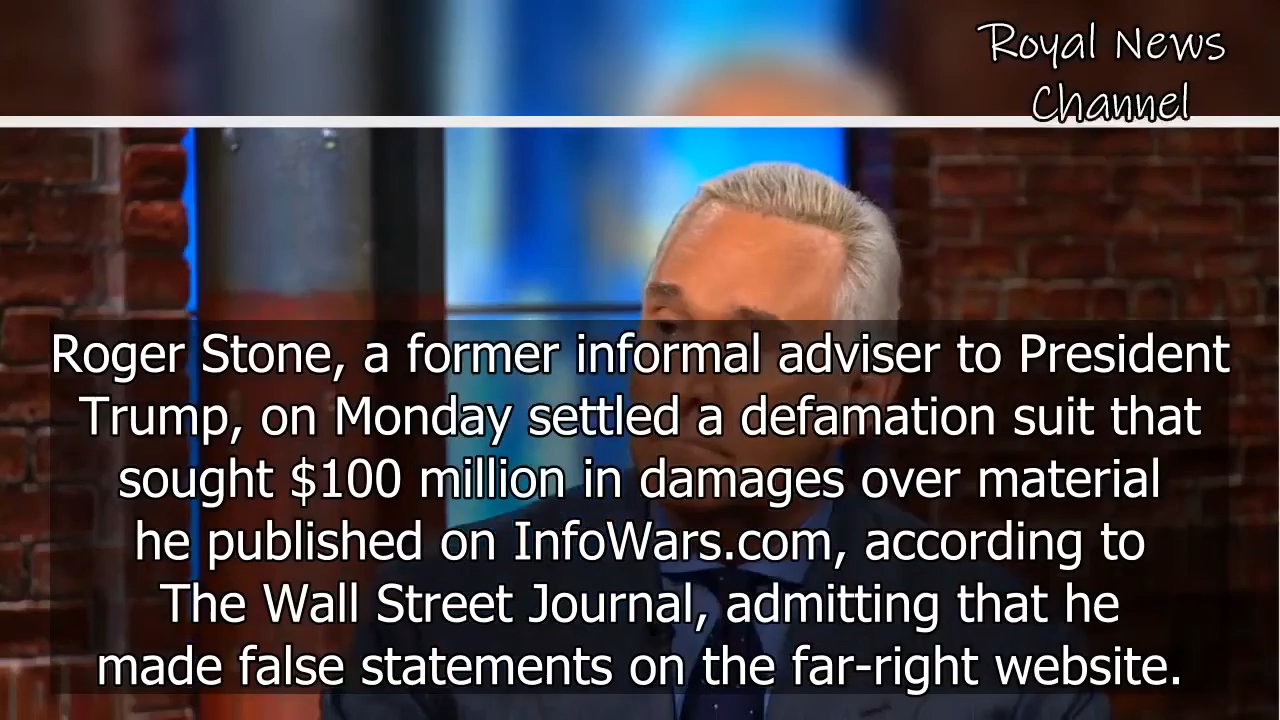 Royal News
Channel
Roger Stone, a former informal adviser to President
Trump, on Monday settled a defamation suit that
sought $100 million in damages over material
he published on InfoWars.com, according to
The Wall Street Journal, admitting that he
made false statements on the far-right website.